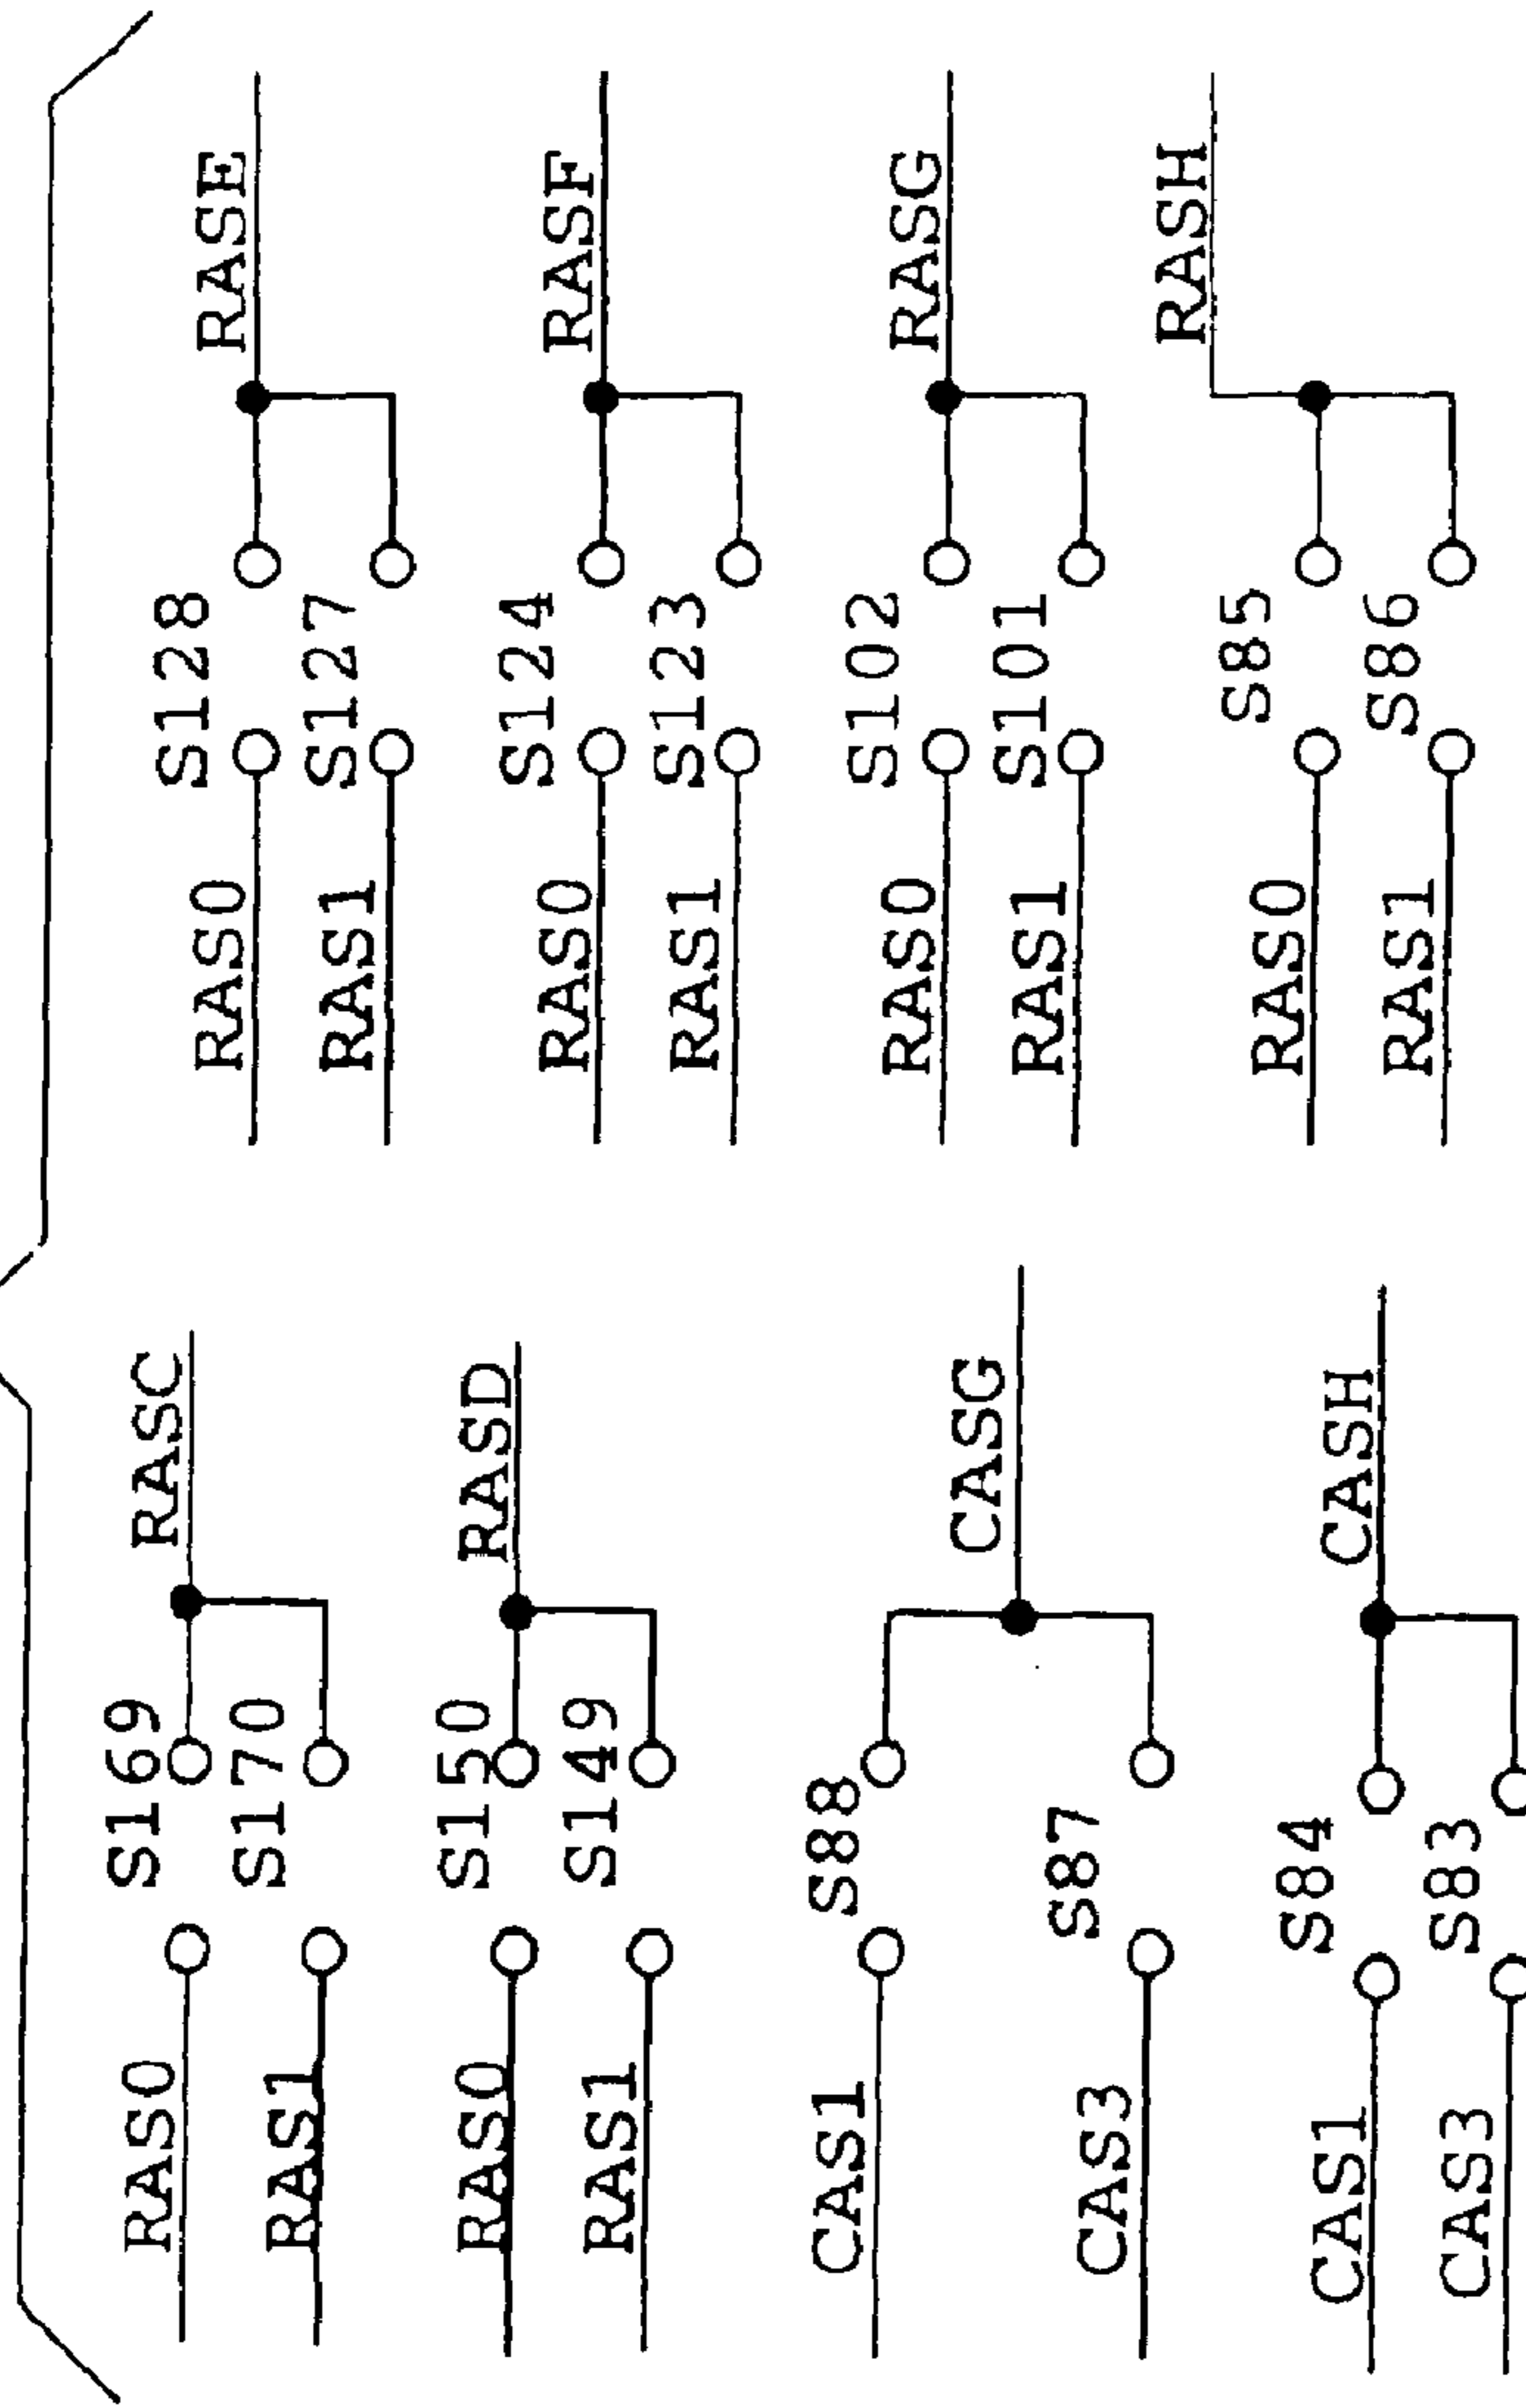 RAS0 S169 RASC
RAS1 S170
RAS0 S150 RASD
RAS1 S149
CAS1 S88 CASG
CAS3 S87
CAS1 S84 CASH
CAS3 S83
RAS0 S128 RASE
RAS1 S127
RAS0 S124 RASF
RAS1 S123
RAS0 S102 RASG
RAS1 S101
RAS0 S85 RASH
RAS1 S86